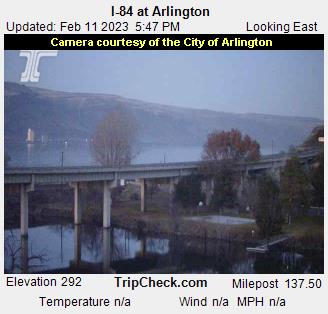 I-84 at Arlington
Updated: Feb 11 2023 5:47 PM Looking East
Camera courtesy of the City of Arlington
Elevation 292 TripCheck.com Milepost 137.50
Temperature n/a Wind n/a MPH n/a